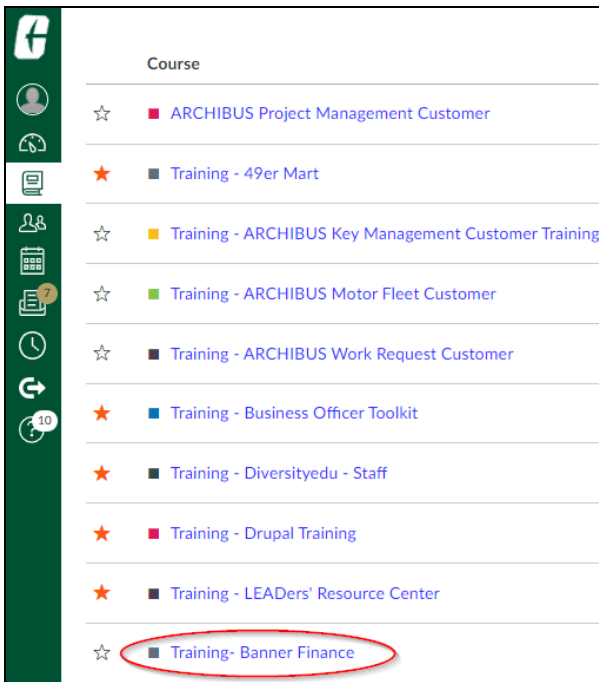 Course
ARCHIBUS Project Management Customer
Training - 49er Mart
Training - ARCHIBUS Key Management Customer Training
7
Training - ARCHIBUS Motor Fleet Customer
Training - ARCHIBUS Work Request Customer
10
Training - Business Officer Toolkit
Training - Diversityedu - Staff
Training - Drupal Training
Training - LEADers' Resource Center
Training- Banner Finance